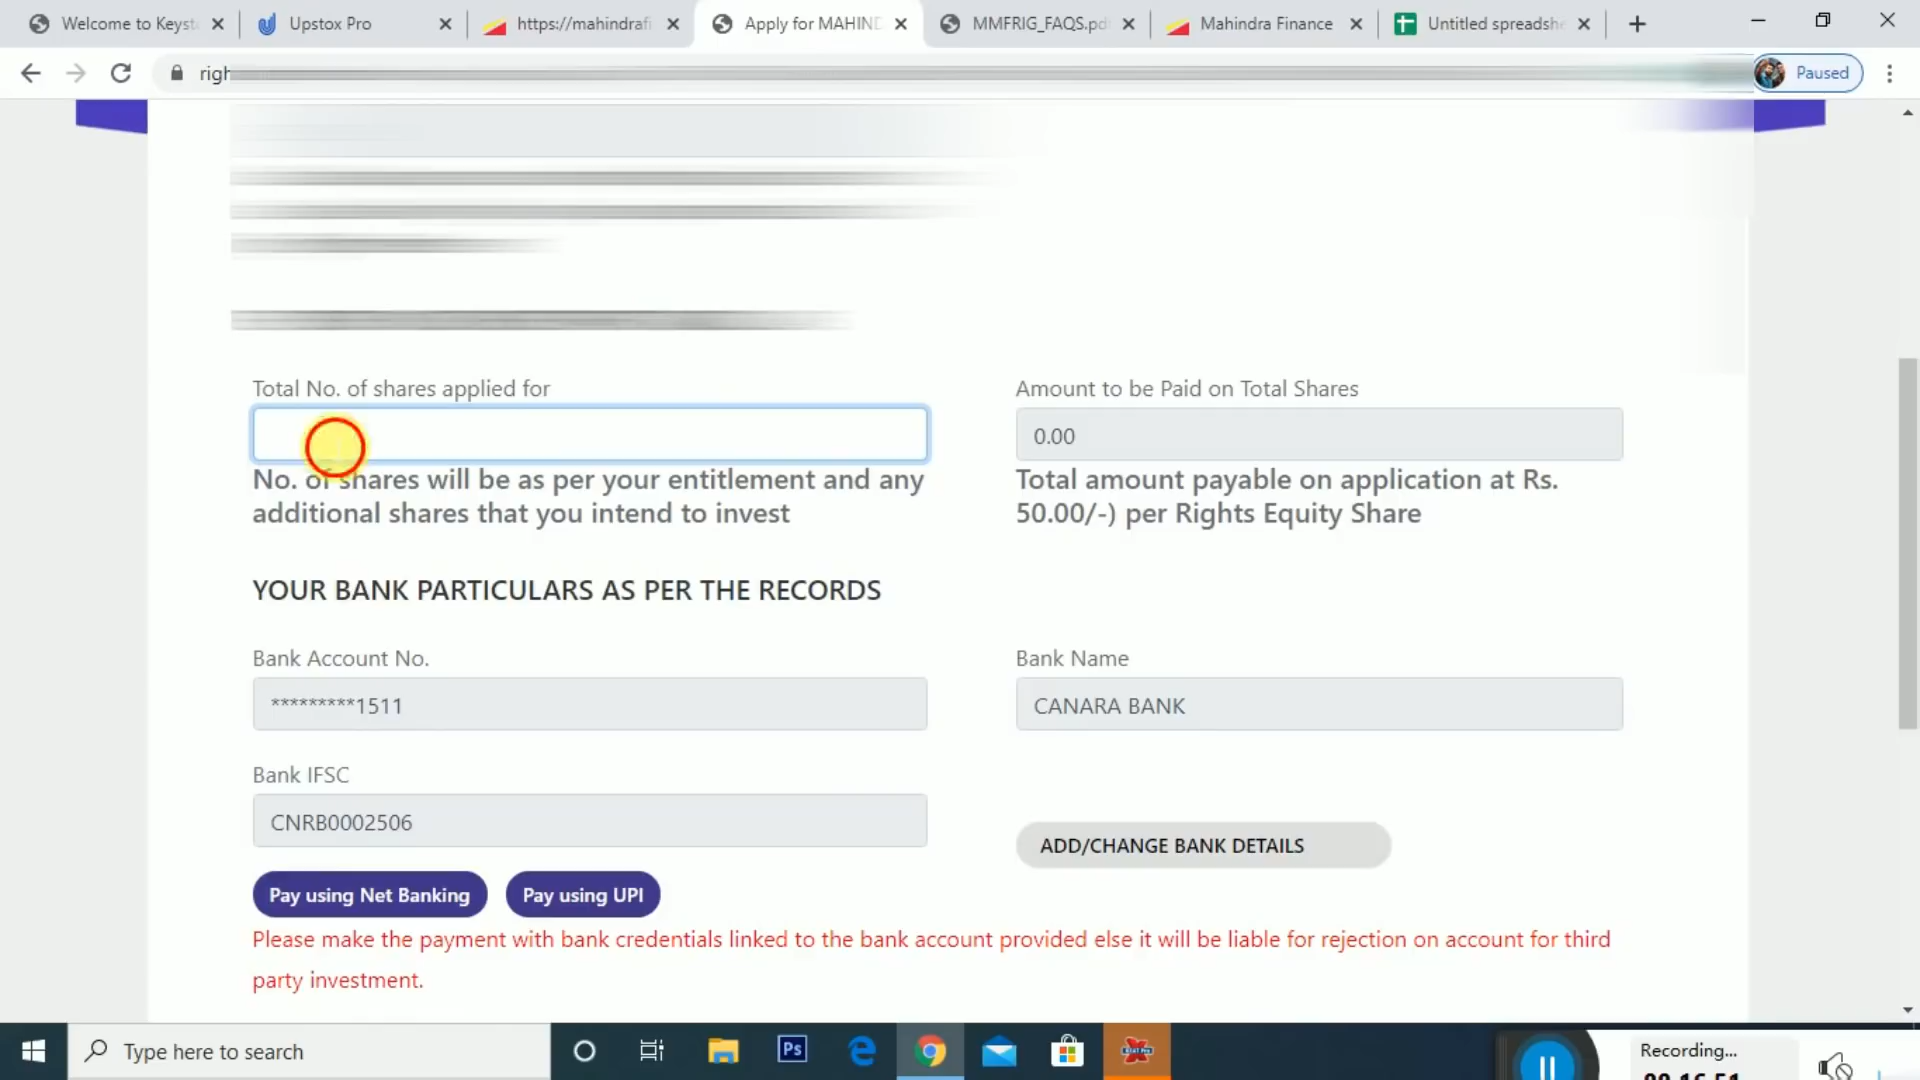 Welcome to Keyst
Upstox Pro
https://mahindrafi
Apply for MAHIND
MMFRIG_FAQS.pd
Mahindra Finance
Untitled spreadshe
righ
Paused
Total No. of shares applied for
Amount to be Paid on Total Shares
0.00
No. of shares will be as per your entitlement and any
additional shares that you intend to invest
Total amount payable on application at Rs.
50.00/-) per Rights Equity Share
YOUR BANK PARTICULARS AS PER THE RECORDS
Bank Account No.
Bank Name
*********1511
CANARA BANK
Bank IFSC
CNRB0002506
ADD/CHANGE BANK DETAILS
Pay using Net Banking
Pay using UPI
Please make the payment with bank credentials linked to the bank account provided else it will be liable for rejection on account for third
party investment.
Type here to search
Ps
Recording...